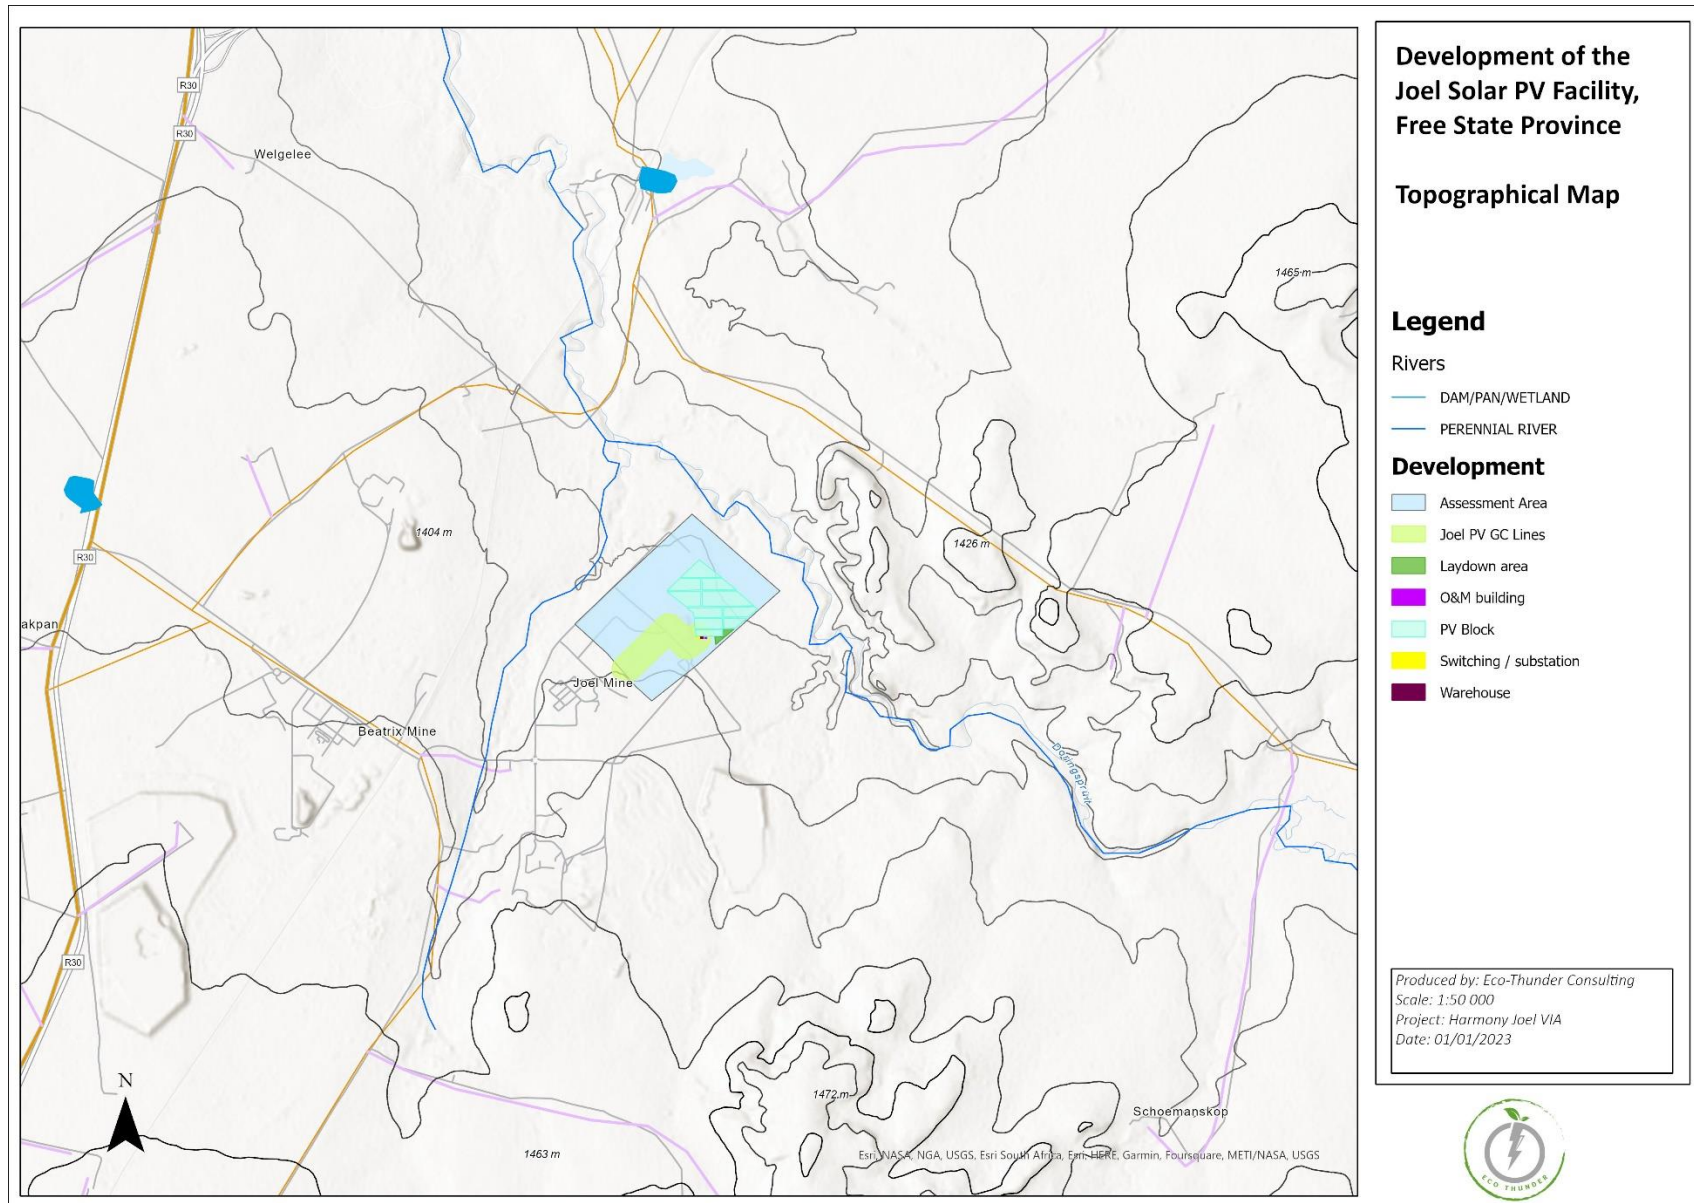 Development of the
Joel Solar PV Facility,
Free State Province
Topographical Map
Legend
Rivers
DAM/PAN/WETLAND
PERENNIAL RIVER
Development
Assessment Area
Joel PV GC Lines
Laydown area
O&M building
PV Block
Switching / substation
Warehouse
Produced by: Eco-Thunder Consulting
Scale: 1:50 000
Project: Harmony Joel VIA
Date: 01/01/2023
ECO THUNDER
R30
R30
Welgelee
1465 m
1404 m
1426 m
R30
akpan
Joel Mine
Beatrix Mine
Doringspruit
R30
N
1472 m
Schoemanskop
1463 m
Esri, NASA, NGA, USGS, Esri South Africa, Esri, HERE, Garmin, Foursquare, METI/NASA, USGS